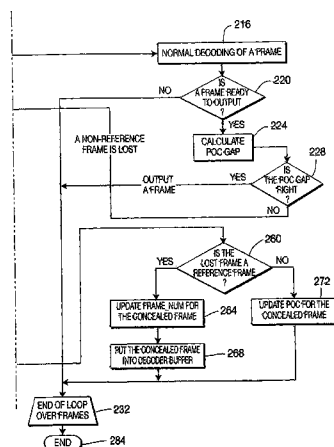 216
NORMAL DECODING OF A FRAME
NO
IS
A FRAME READY
TO OUTPUT
?
220
YES
CALCULATE
POC GAP
224
A NON-REFERENCE
FRAME IS LOST
228
IS
THE POC GAP
RIGHT
?
YES
OUTPUT
A FRAME
NO
260
IS THE
LOST FRAME A
REFERENCE FRAME
?
YES
NO
272
UPDATE FRAME_NUM FOR
THE CONCEALED FRAME
264
UPDATE POC FOR THE
CONCEALED FRAME
PUT THE CONCEALED FRAME
INTO DECODER BUFFER
268
END OF LOOP
OVER FRAMES
232
END
284